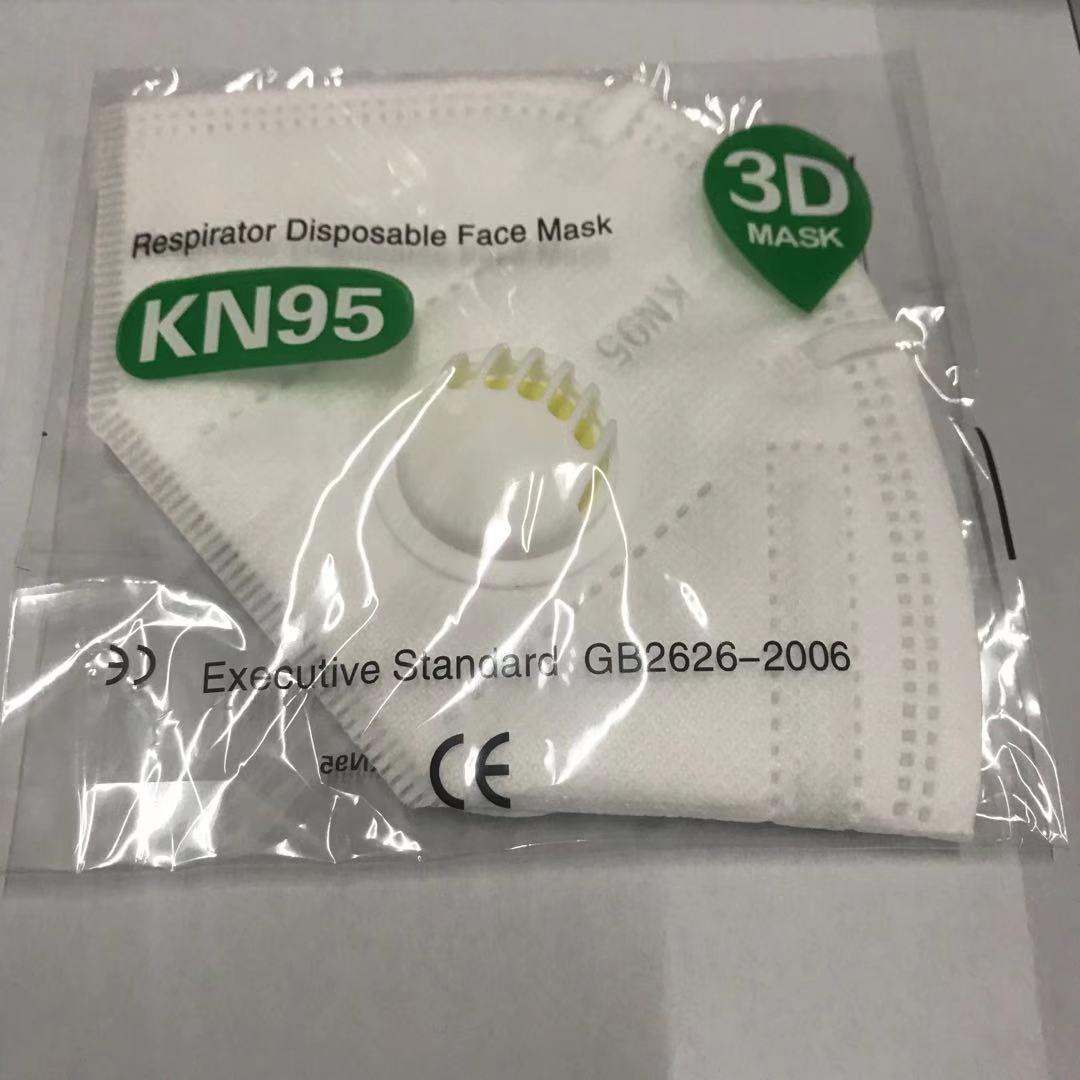 3D
MASK
Respirator Disposable Face Mask
KN95
KN95
Executive Standard GB2626-2006
CE